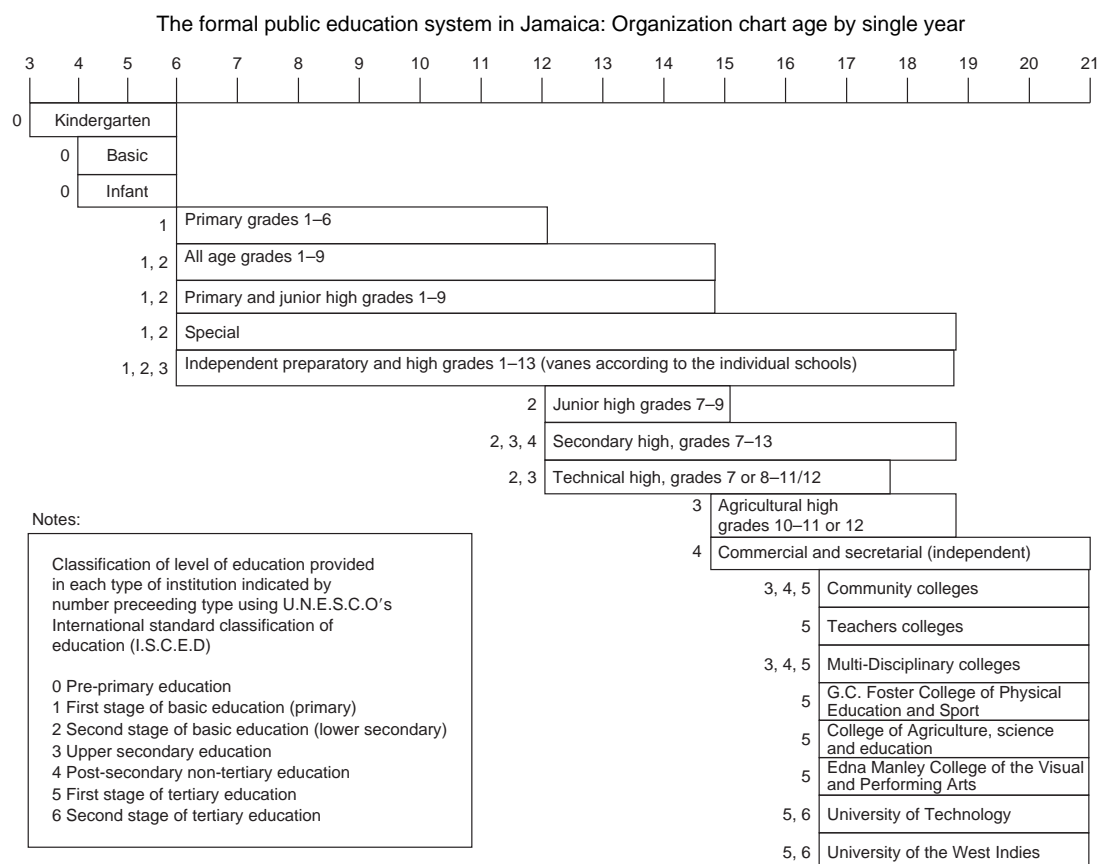 The formal public education system in Jamaica: Organization chart age by single year
3 4 5 6 7 8 9 10 11 12 13 14 15 16 17 18 19 20 21
0 Kindergarten
0 Basic
0 Infant
1 Primary grades 1–6
1, 2 All age grades 1–9
1, 2 Primary and junior high grades 1–9
1, 2 Special
1, 2, 3 Independent preparatory and high grades 1–13 (vanes according to the individual schools)
2 Junior high grades 7–9
2, 3, 4 Secondary high, grades 7–13
2, 3 Technical high, grades 7 or 8–11/12
3 Agricultural high
grades 10–11 or 12
4 Commercial and secretarial (independent)
3, 4, 5 Community colleges
5 Teachers colleges
3, 4, 5 Multi-Disciplinary colleges
5 G.C. Foster College of Physical
Education and Sport
5 College of Agriculture, science
and education
5 Edna Manley College of the Visual
and Performing Arts
5, 6 University of Technology
5, 6 University of the West Indies
Notes:
Classification of level of education provided
in each type of institution indicated by
number preceeding type using U.N.E.S.C.O′s
International standard classification of
education (I.S.C.E.D)
0 Pre-primary education
1 First stage of basic education (primary)
2 Second stage of basic education (lower secondary)
3 Upper secondary education
4 Post-secondary non-tertiary education
5 First stage of tertiary education
6 Second stage of tertiary education